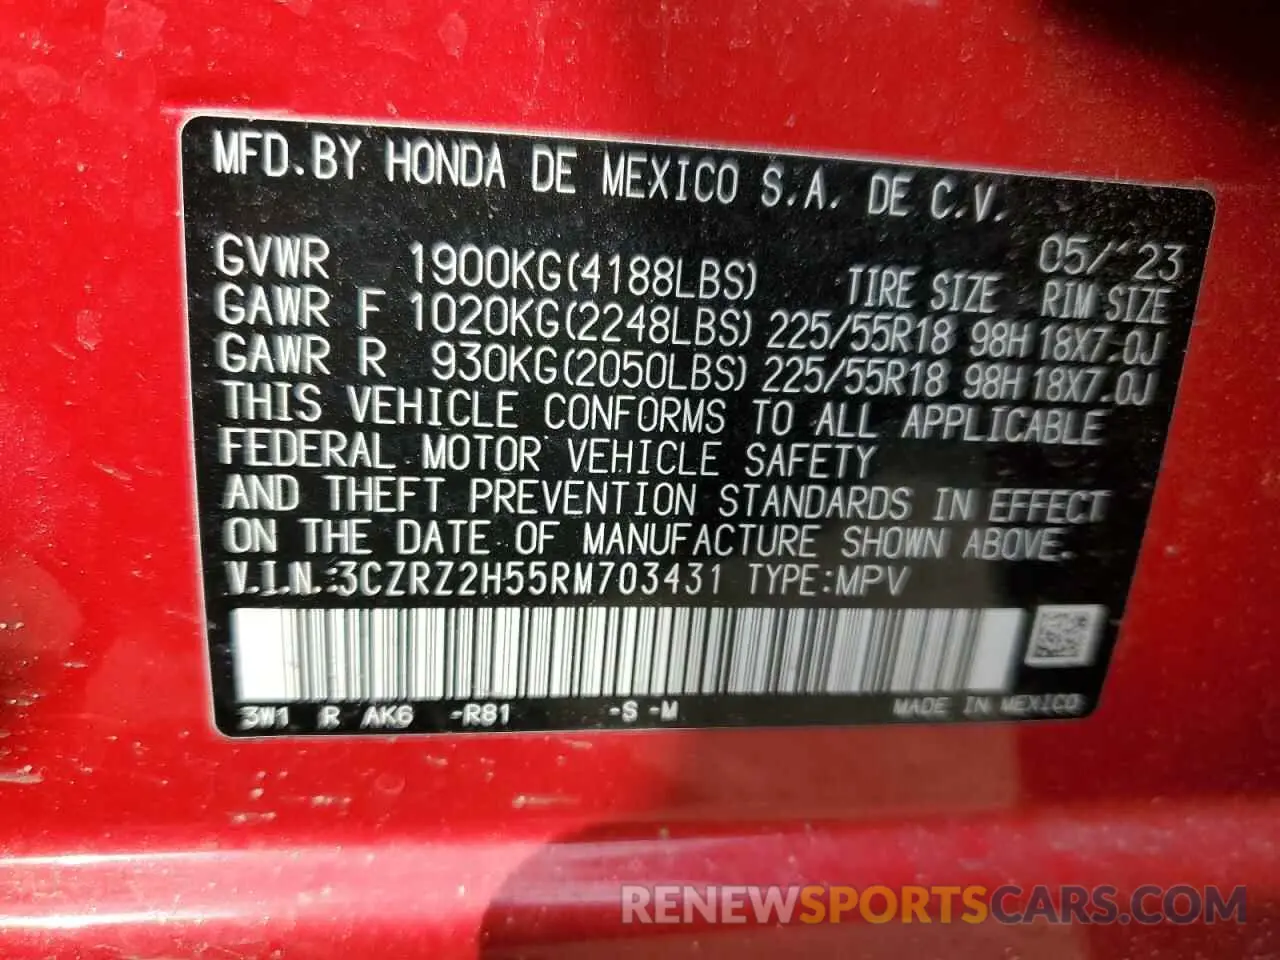 MFD.BY HONDA DE MEXICO S.A. DE C.V.
05/ 23
GVWR 1900KG(4188LBS) TIRE SIZE RIM SIZE
GAWR F 1020KG(2248LBS) 225/55R18 98H 18X7.0J
GAWR R 930KG(2050LBS) 225/55R18 98H 18X7.0J
THIS VEHICLE CONFORMS TO ALL APPLICABLE
FEDERAL MOTOR VEHICLE SAFETY
AND THEFT PREVENTION STANDARDS IN EFFECT
ON THE DATE OF MANUFACTURE SHOWN ABOVE.
V.I.N.:3CZRZ2H55RM703431 TYPE:MPV
3W1 R AK6 -R81 -S -M MADE IN MEXICO
RENEWSPORTSCARS.COM